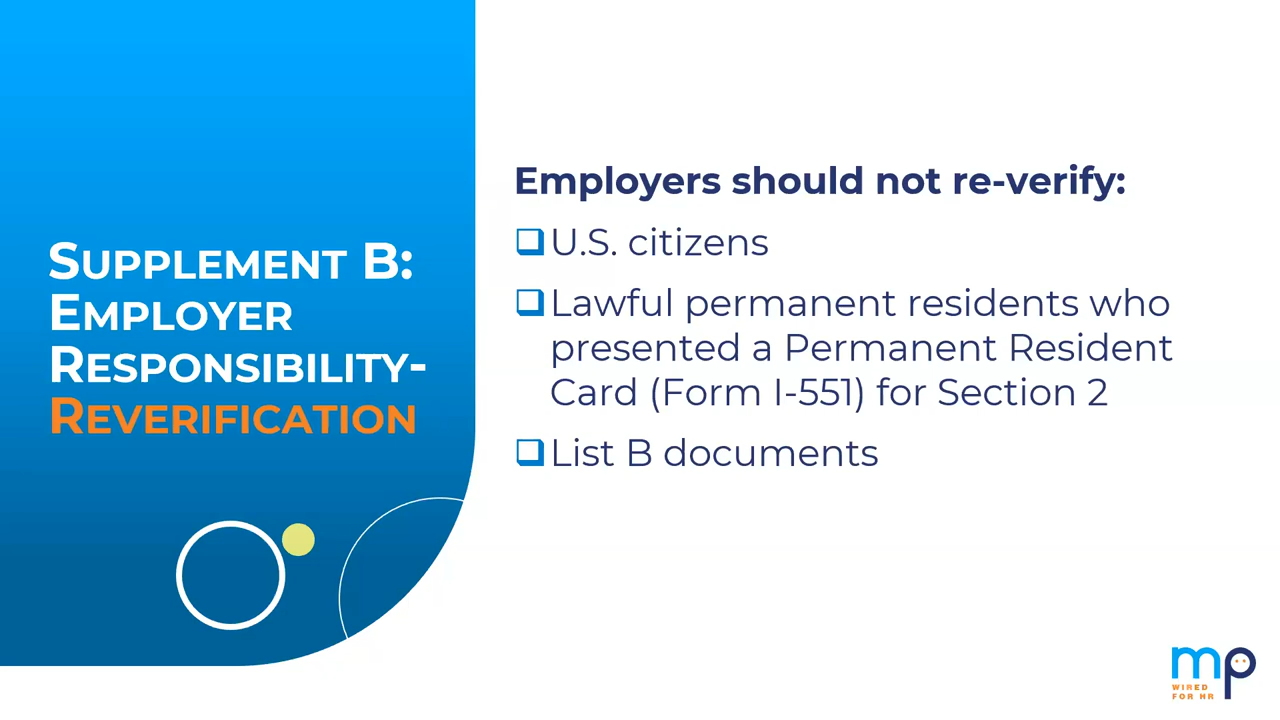 SUPPLEMENT B:
EMPLOYER
RESPONSIBILITY-
REVERIFICATION
Employers should not re-verify:
U.S. citizens
Lawful permanent residents who
presented a Permanent Resident
Card (Form I-551) for Section 2
List B documents
mp
WIRED
FOR HR